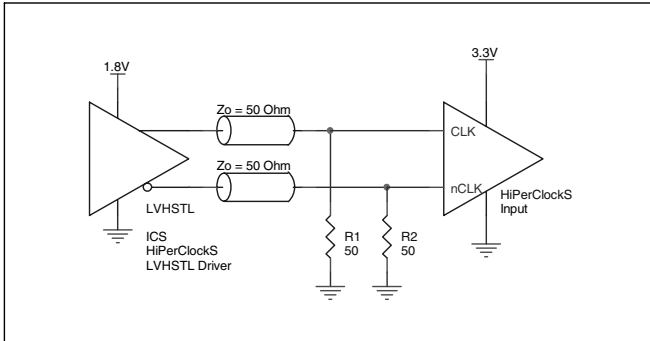 1.8V
3.3V
Zo = 50 Ohm
CLK
Zo = 50 Ohm
nCLK
HiPerClockS
Input
LVHSTL
ICS
HiPerClockS
LVHSTL Driver
R1
50
R2
50